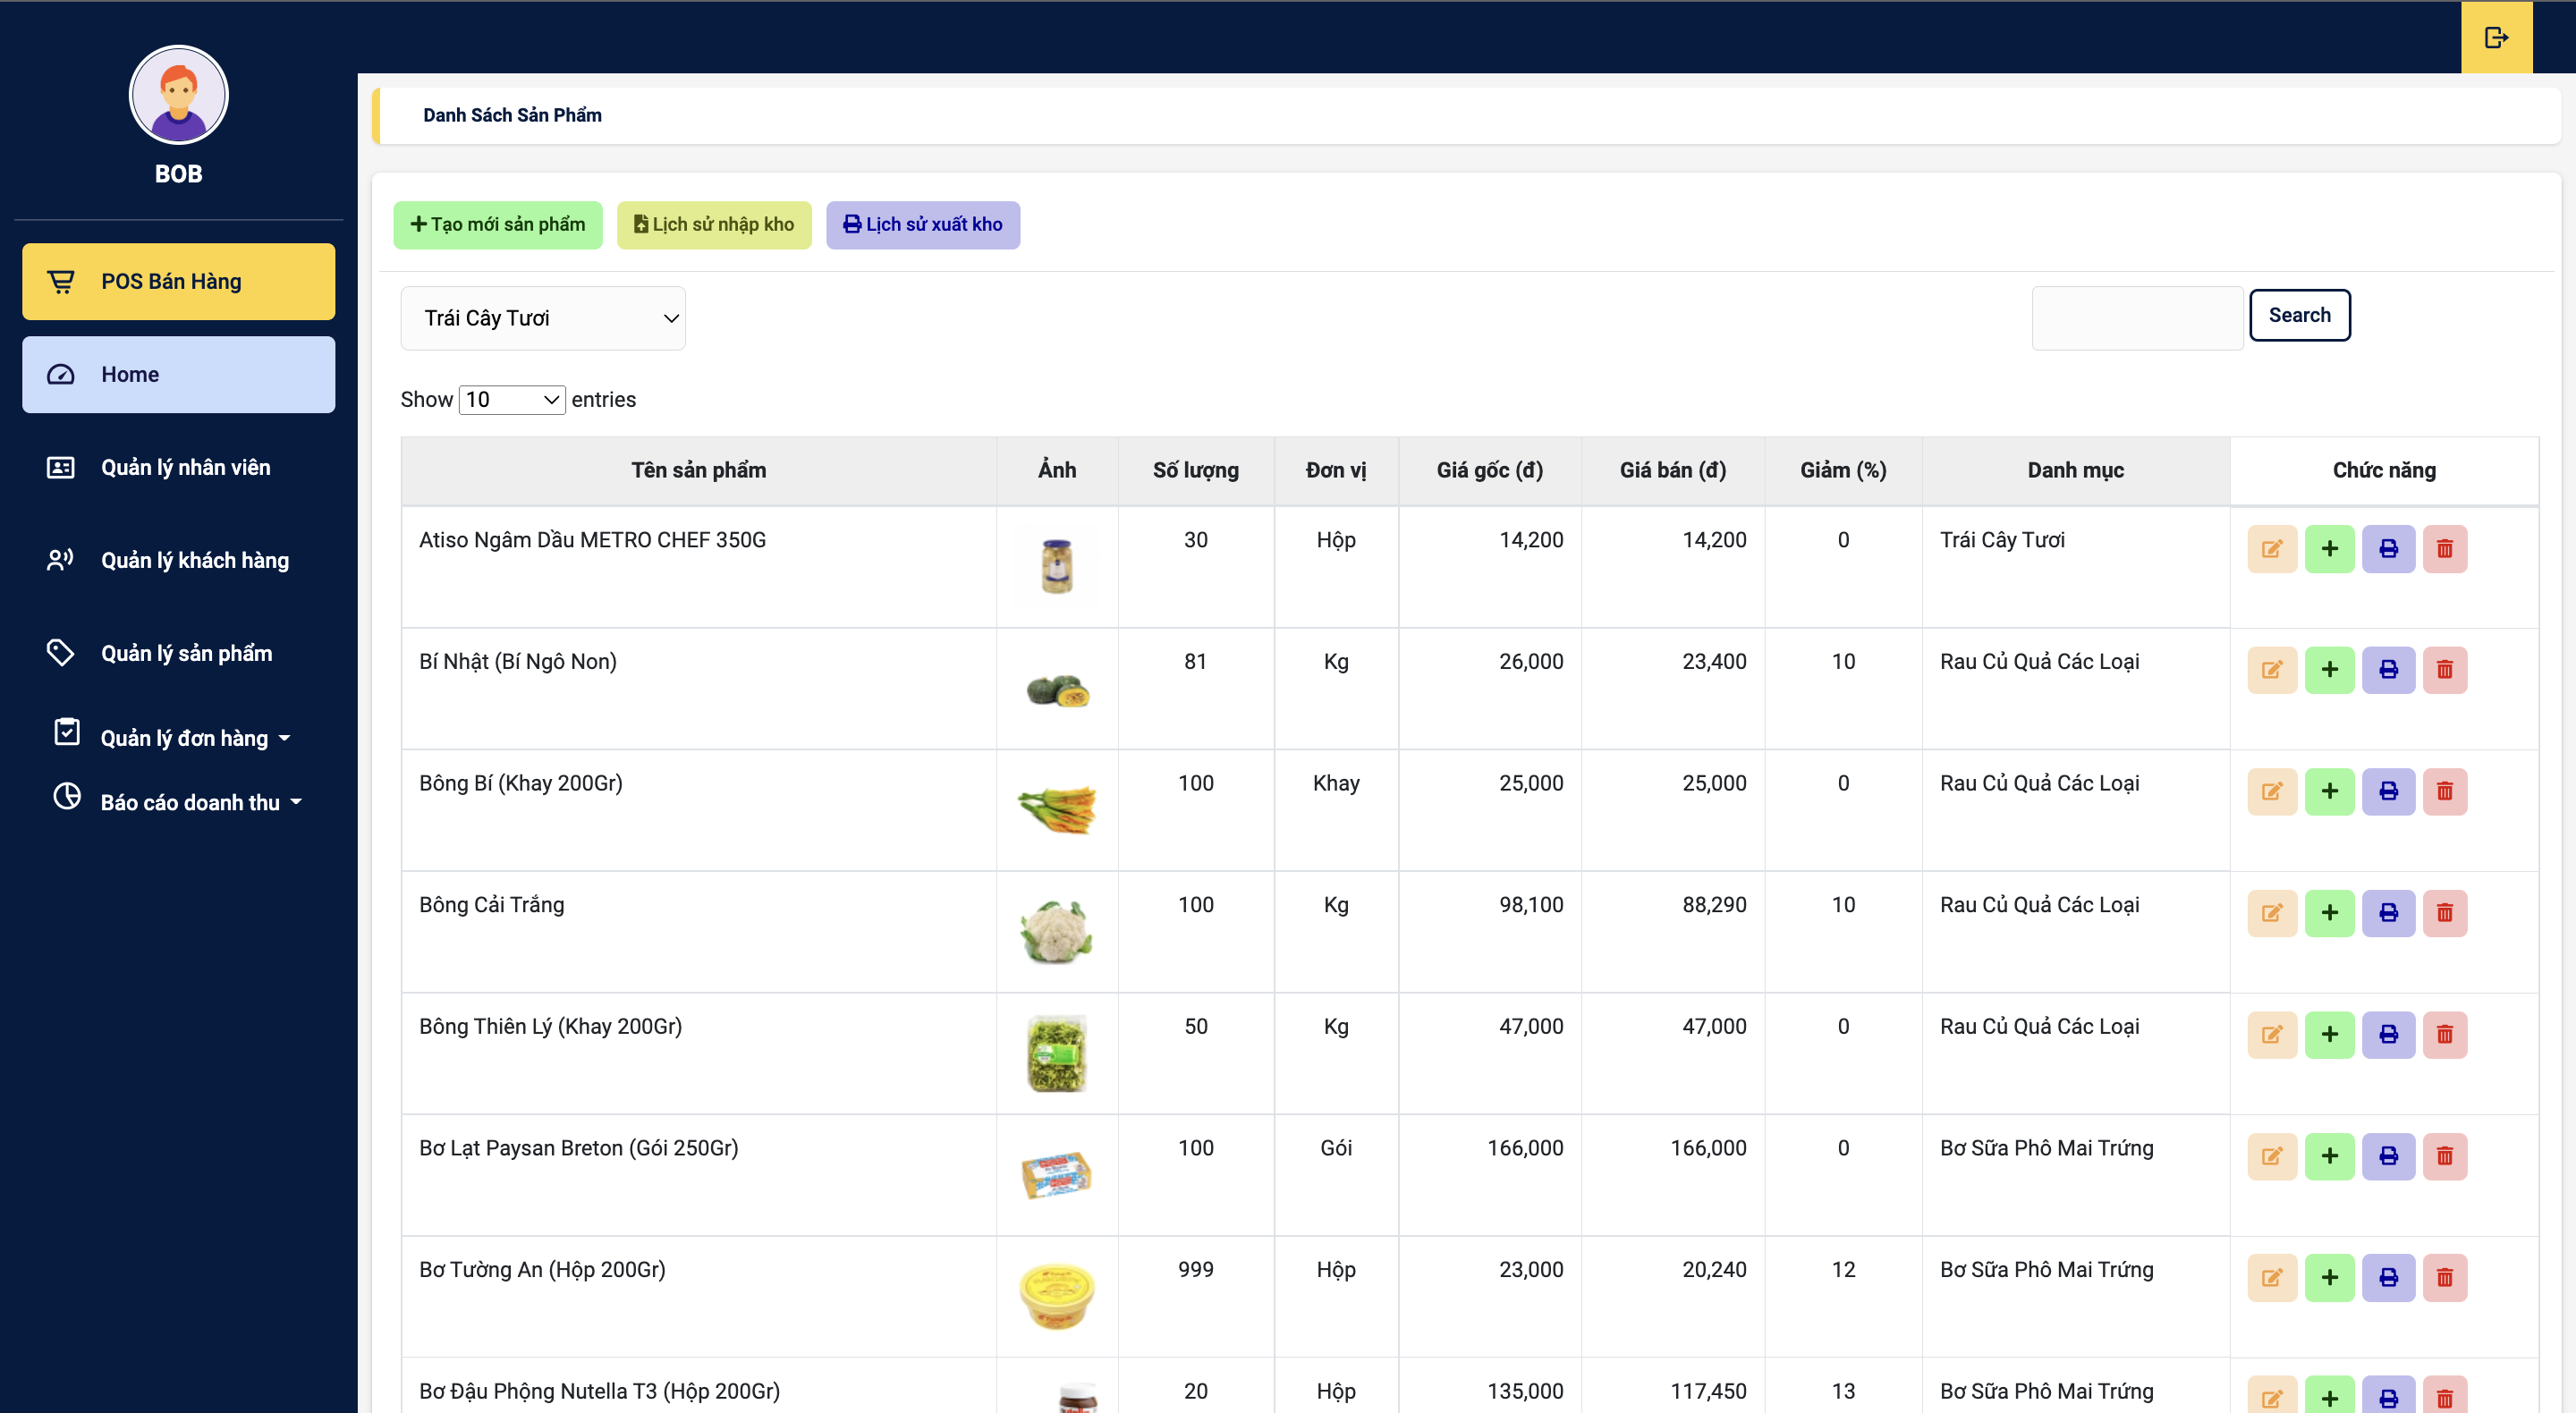 BOB
POS Bán Hàng
Home
Quản lý nhân viên
Quản lý khách hàng
Quản lý sản phẩm
Quản lý đơn hàng
Báo cáo doanh thu
Danh Sách Sản Phẩm
Tạo mới sản phẩm Lịch sử nhập kho Lịch sử xuất kho
Trái Cây Tươi Search
Show 10 entries
Tên sản phẩm Ảnh Số lượng Đơn vị Giá gốc (đ) Giá bán (đ) Giảm (%) Danh mục Chức năng
Atiso Ngâm Dầu METRO CHEF 350G 30 Hộp 14,200 14,200 0 Trái Cây Tươi
Bí Nhật (Bí Ngô Non) 81 Kg 26,000 23,400 10 Rau Củ Quả Các Loại
Bông Bí (Khay 200Gr) 100 Khay 25,000 25,000 0 Rau Củ Quả Các Loại
Bông Cải Trắng 100 Kg 98,100 88,290 10 Rau Củ Quả Các Loại
Bông Thiên Lý (Khay 200Gr) 50 Kg 47,000 47,000 0 Rau Củ Quả Các Loại
Bơ Lạt Paysan Breton (Gói 250Gr) 100 Gói 166,000 166,000 0 Bơ Sữa Phô Mai Trứng
Bơ Tường An (Hộp 200Gr) 999 Hộp 23,000 20,240 12 Bơ Sữa Phô Mai Trứng
Bơ Đậu Phộng Nutella T3 (Hộp 200Gr) 20 Hộp 135,000 117,450 13 Bơ Sữa Phô Mai Trứng